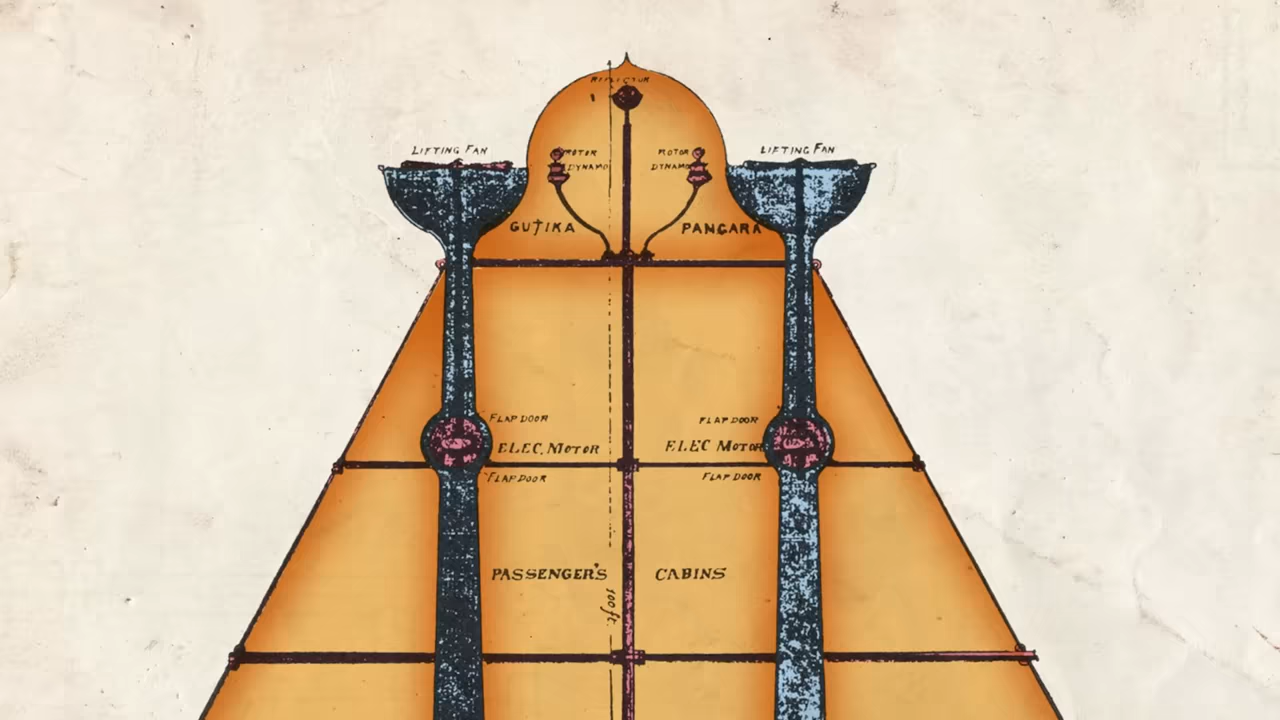 LIFTING FAN
LIFTING FAN
MOTOR
DYNAMO
MOTOR
DYNAMO
GUTIKA
PANGARA
FLAP DOOR
FLAP DOOR
ELEC. MOTOR
ELEC MOTOR
FLAP DOOR
FLAP DOOR
PASSENGER'S CABINS
100 ft.